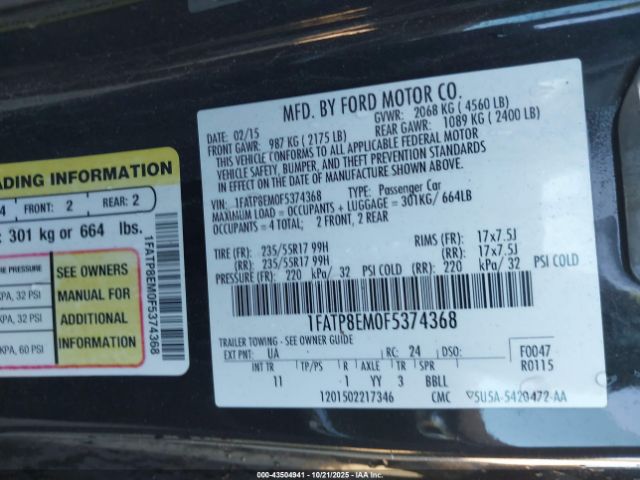 MFD. BY FORD MOTOR CO.
DATE: 02/15 GVWR: 2068 KG ( 4560 LB)
FRONT GAWR: 987 KG ( 2175 LB) REAR GAWR: 1089 KG ( 2400 LB)
THIS VEHICLE CONFORMS TO ALL APPLICABLE FEDERAL MOTOR
VEHICLE SAFETY, BUMPER, AND THEFT PREVENTION STANDARDS
IN EFFECT ON THE DATE OF MANUFACTURE SHOWN ABOVE.
VIN: 1FATP8EM0F5374368 TYPE: Passenger Car
MAXIMUM LOAD = OCCUPANTS + LUGGAGE = 301KG/ 664LB
OCCUPANTS = 4 TOTAL; 2 FRONT, 2 REAR
TIRE (FR): 235/55R17 99H RIMS (FR): 17x7.5J
(RR): 235/55R17 99H (RR): 17x7.5J
PRESSURE (FR): 220 kPa/ 32 PSI COLD (RR): 220 kPa/ 32 PSI COLD
1FATP8EM0F5374368
TRAILER TOWING - SEE OWNER GUIDE
EXT PNT: UA RC: 24 DSO: F0047
INT TR TP/PS R AXLE TR SPR R0115
11 1 YY 3 BBLL
1201502217346 CMC 5U5A-5420472-AA
ADING INFORMATION
4 FRONT: 2 REAR: 2
: 301 kg or 664 lbs.
E PRESSURE SEE OWNERS
KPA, 32 PSI MANUAL FOR
KPA, 32 PSI ADDITIONAL
KPA, 60 PSI INFORMATION
1FATP8EM0F5374368
000-43504941 10/21/2025 IAAI.COM